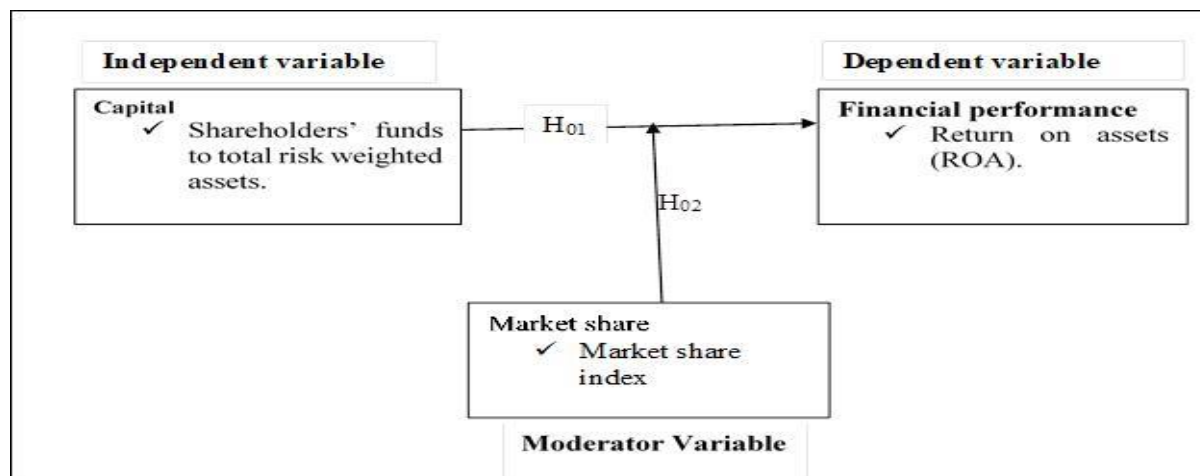 Independent variable
Dependent variable
Capital
✓ Shareholders' funds
to total risk weighted
assets.
H01
Financial performance
✓ Return on assets
(ROA).
H02
Market share
✓ Market share
index
Moderator Variable